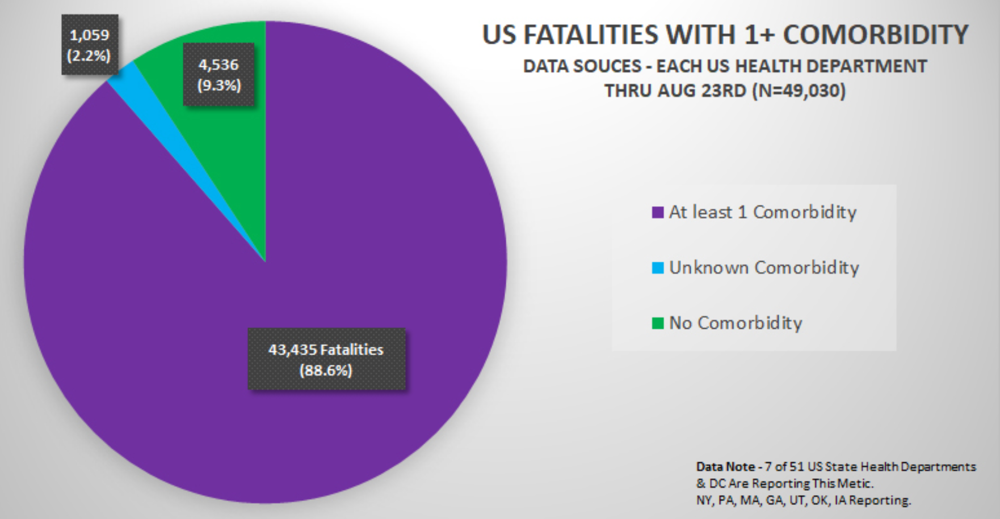 US FATALITIES WITH 1+ COMORBIDITY
DATA SOUCES - EACH US HEALTH DEPARTMENT
THRU AUG 23RD (N=49,030)
1,059
(2.2%)
4,536
(9.3%)
43,435 Fatalities
(88.6%)
At least 1 Comorbidity
Unknown Comorbidity
No Comorbidity
Data Note - 7 of 51 US State Health Departments
& DC Are Reporting This Metic.
NY, PA, MA, GA, UT, OK, IA Reporting.